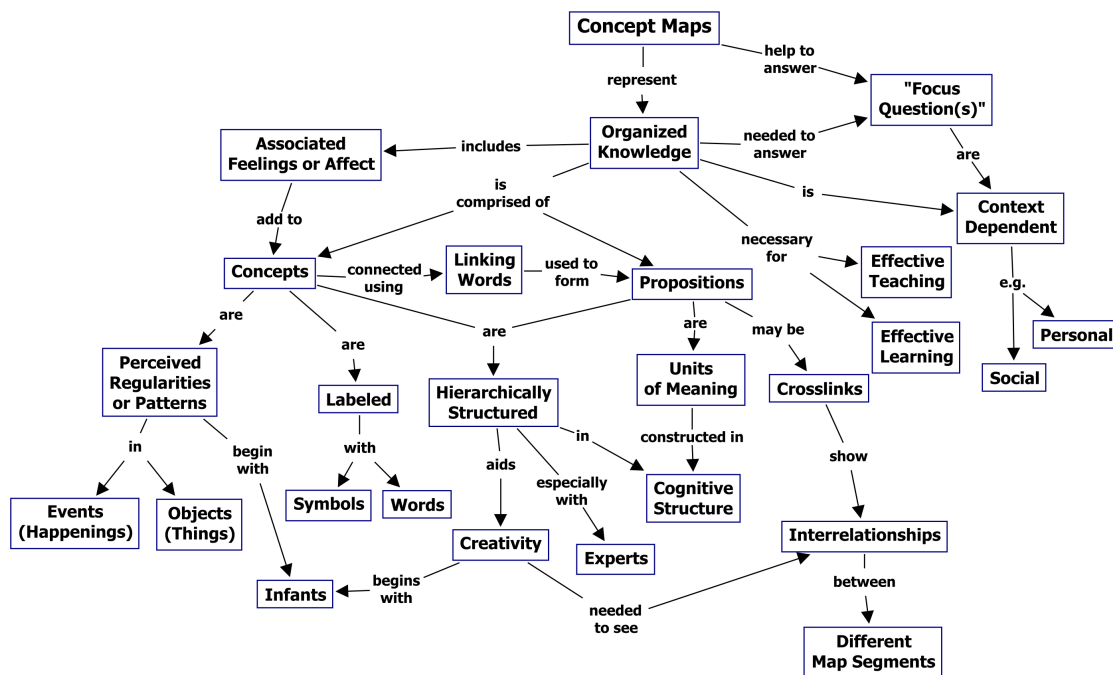 Concept Maps
help to
answer
represent
"Focus
Question(s)"
Associated
Feelings or Affect
includes
Organized
Knowledge
needed to
answer
are
is
comprised of
is
Context
Dependent
add to
necessary
for
Concepts
connected
using
Linking
Words
used to
form
Propositions
Effective
Teaching
e.g.
are
are
are
are
may be
Effective
Learning
Personal
Social
Perceived
Regularities
or Patterns
Labeled
Hierarchically
Structured
Units
of Meaning
Crosslinks
in
begin
with
with
aids
in
constructed in
show
especially
with
Events
(Happenings)
Objects
(Things)
Symbols
Words
Cognitive
Structure
Creativity
Experts
Interrelationships
Infants
begins
with
needed
to see
between
Different
Map Segments